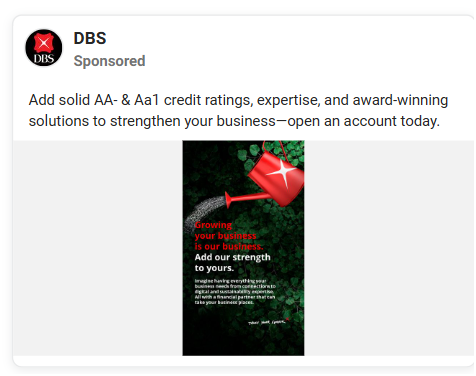 DBS
DBS
Sponsored
Add solid AA- & Aa1 credit ratings, expertise, and award-winning
solutions to strengthen your business—open an account today.
Growing
your business
is our business:
Add our strength
to yours.
Imagine having everything your
business needs from connections to
digital and sustainability expertise.
All with a financial partner that can
take your business places.